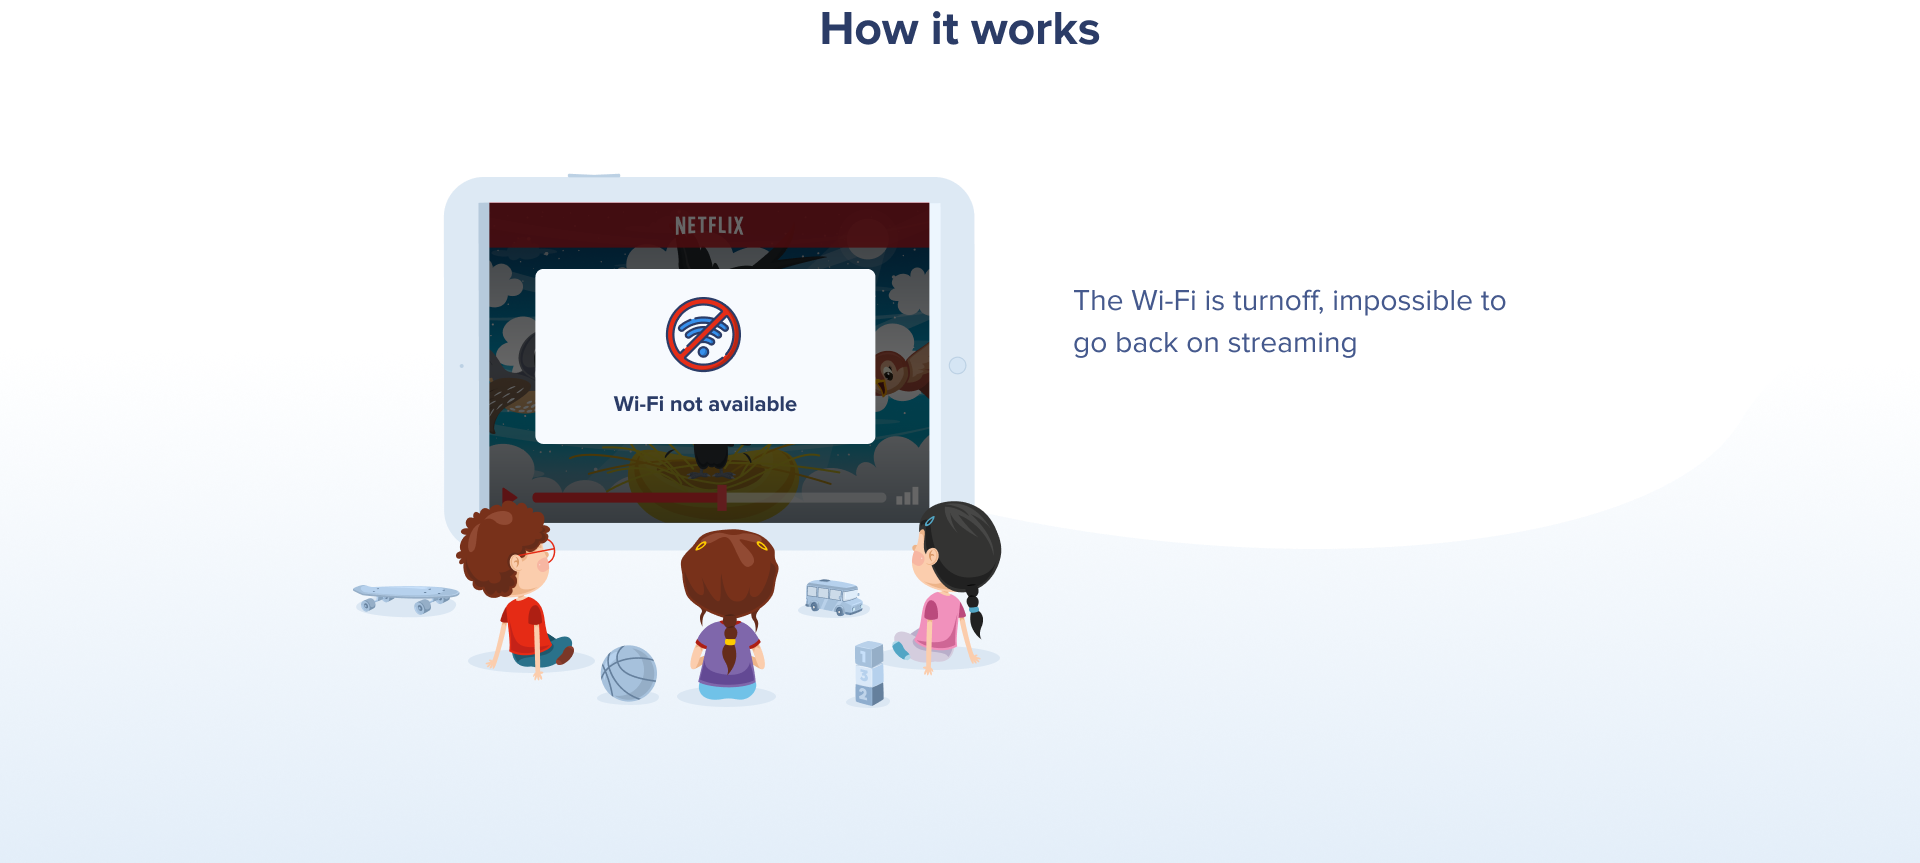 How it works
NETFLIX
Wi-Fi not available
The Wi-Fi is turnoff, impossible to
go back on streaming
1
3
2